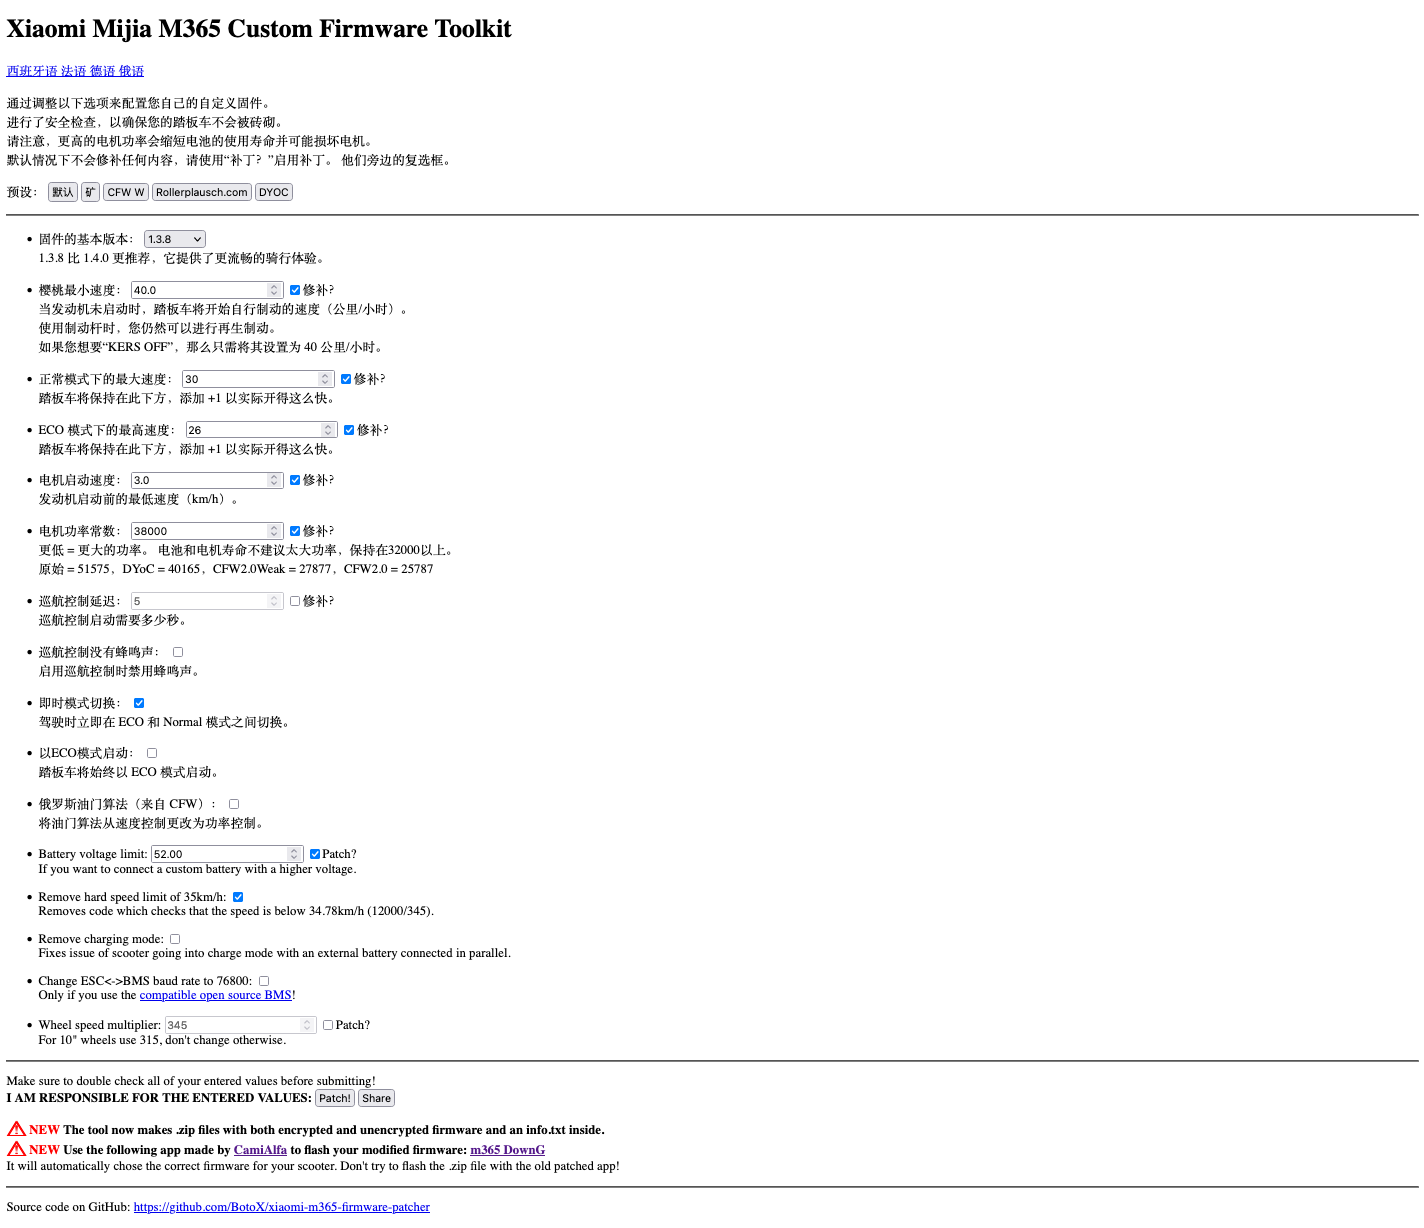 Xiaomi Mijia M365 Custom Firmware Toolkit
西班牙语 法语 德语 俄语
通过调整以下选项来配置您自己的自定义固件。
进行了安全检查，以确保您的踏板车不会被砖砌。
请注意，更高的电机功率会缩短电池的使用寿命并可能损坏电机。
默认情况下不会修补任何内容，请使用“补丁？”启用补丁。 他们旁边的复选框。
预设： 默认 矿 CFW W Rollerplausch.com DYOC
固件的基本版本： 1.3.8
1.3.8 比 1.4.0 更推荐，它提供了更流畅的骑行体验。
樱桃最小速度： 40.0 修补?
当发动机未启动时，踏板车将开始自行制动的速度（公里/小时）。
使用制动杆时，您仍然可以进行再生制动。
如果您想要“KERS OFF”，那么只需将其设置为 40 公里/小时。
正常模式下的最大速度： 30 修补?
踏板车将保持在此下方，添加 +1 以实际开得这么快。
ECO 模式下的最高速度： 26 修补?
踏板车将保持在此下方，添加 +1 以实际开得这么快。
电机启动速度： 3.0 修补?
发动机启动前的最低速度（km/h）。
电机功率常数： 38000 修补?
更低 = 更大的功率。 电池和电机寿命不建议太大功率，保持在32000以上。
原始 = 51575，DYoC = 40165，CFW2.0Weak = 27877，CFW2.0 = 25787
巡航控制延迟： 5 修补?
巡航控制启动需要多少秒。
巡航控制没有蜂鸣声：
启用巡航控制时禁用蜂鸣声。
即时模式切换：
驾驶时立即在 ECO 和 Normal 模式之间切换。
以ECO模式启动：
踏板车将始终以 ECO 模式启动。
俄罗斯油门算法（来自 CFW）：
将油门算法从速度控制更改为功率控制。
Battery voltage limit: 52.00 Patch?
If you want to connect a custom battery with a higher voltage.
Remove hard speed limit of 35km/h:
Removes code which checks that the speed is below 34.78km/h (12000/345).
Remove charging mode:
Fixes issue of scooter going into charge mode with an external battery connected in parallel.
Change ESC<->BMS baud rate to 76800:
Only if you use the compatible open source BMS!
Wheel speed multiplier: 345 Patch?
For 10" wheels use 315, don't change otherwise.
Make sure to double check all of your entered values before submitting!
I AM RESPONSIBLE FOR THE ENTERED VALUES: Patch! Share
⚠ NEW The tool now makes .zip files with both encrypted and unencrypted firmware and an info.txt inside.
⚠ NEW Use the following app made by CamiAlfa to flash your modified firmware: m365 DownG
It will automatically chose the correct firmware for your scooter. Don't try to flash the .zip file with the old patched app!
Source code on GitHub: https://github.com/BotoX/xiaomi-m365-firmware-patcher